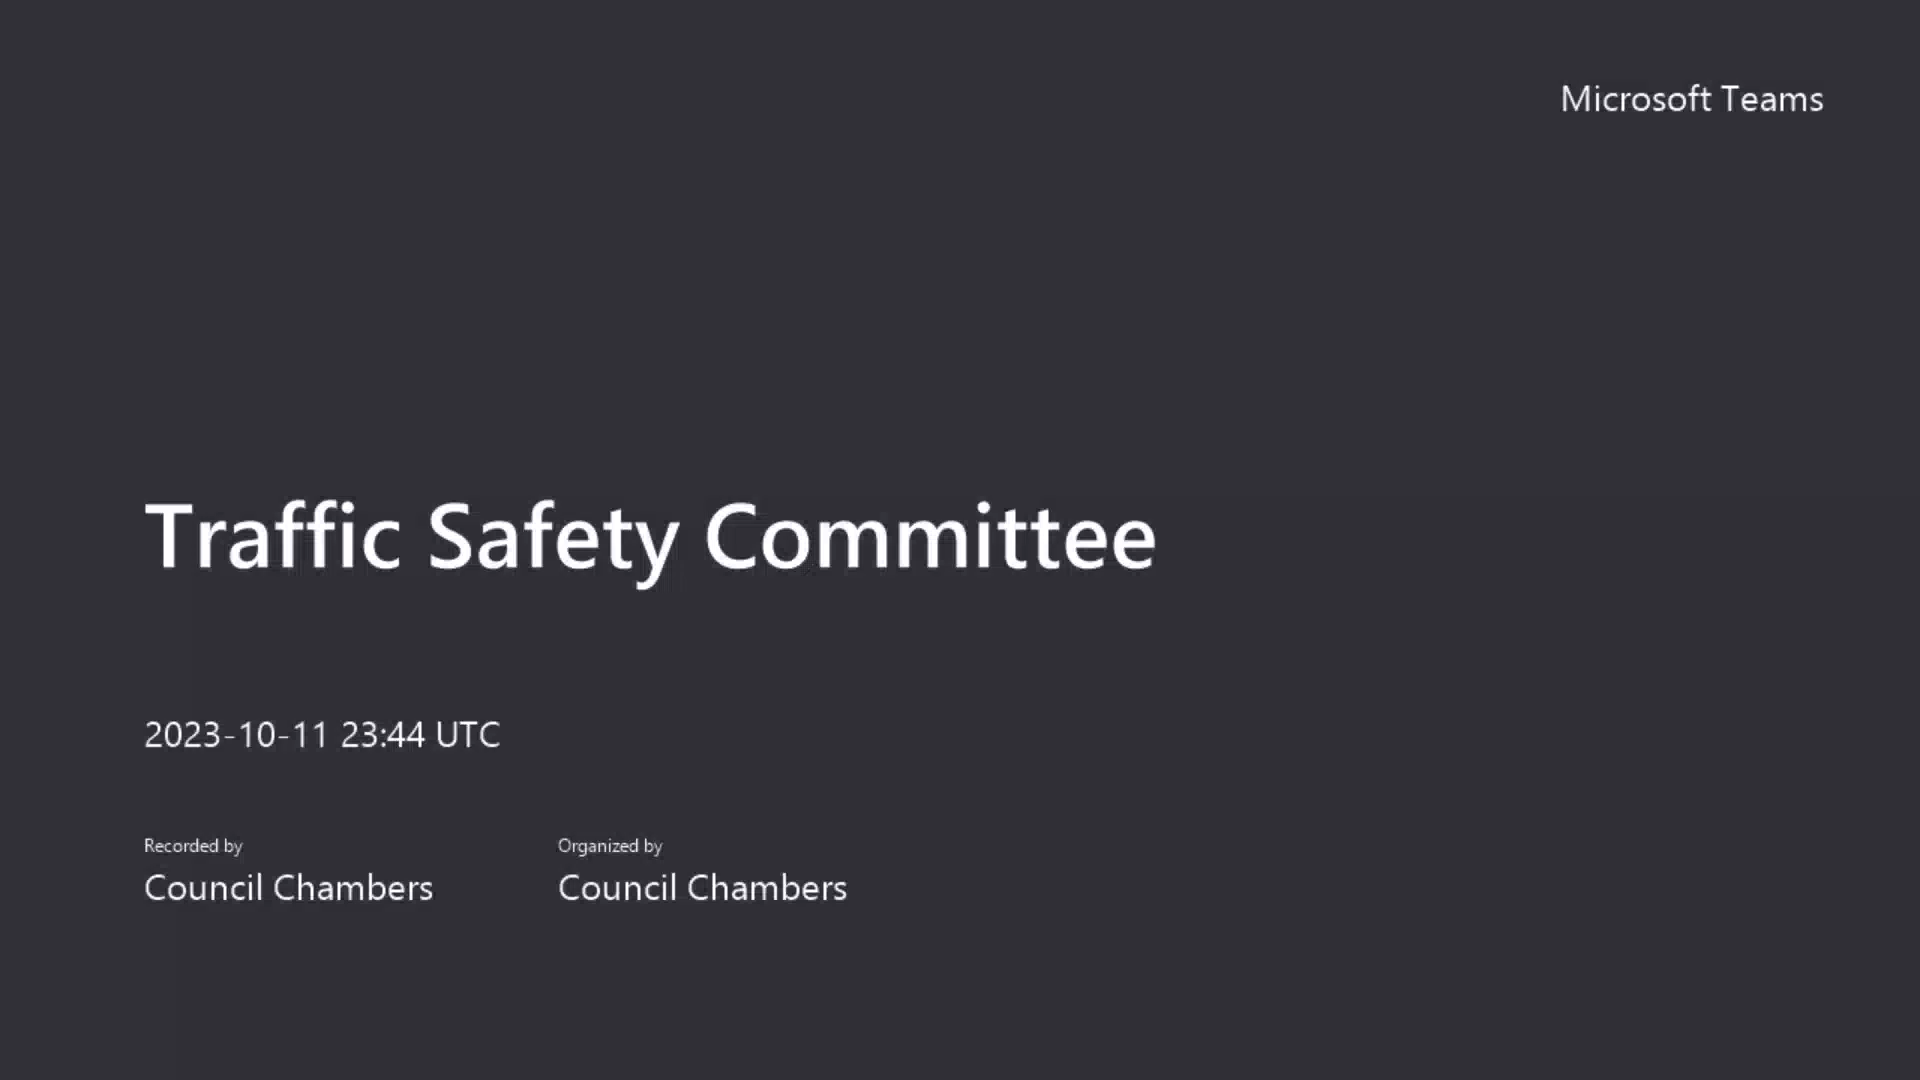 Microsoft Teams
Traffic Safety Committee
2023-10-11 23:44 UTC
Recorded by
Council Chambers
Organized by
Council Chambers